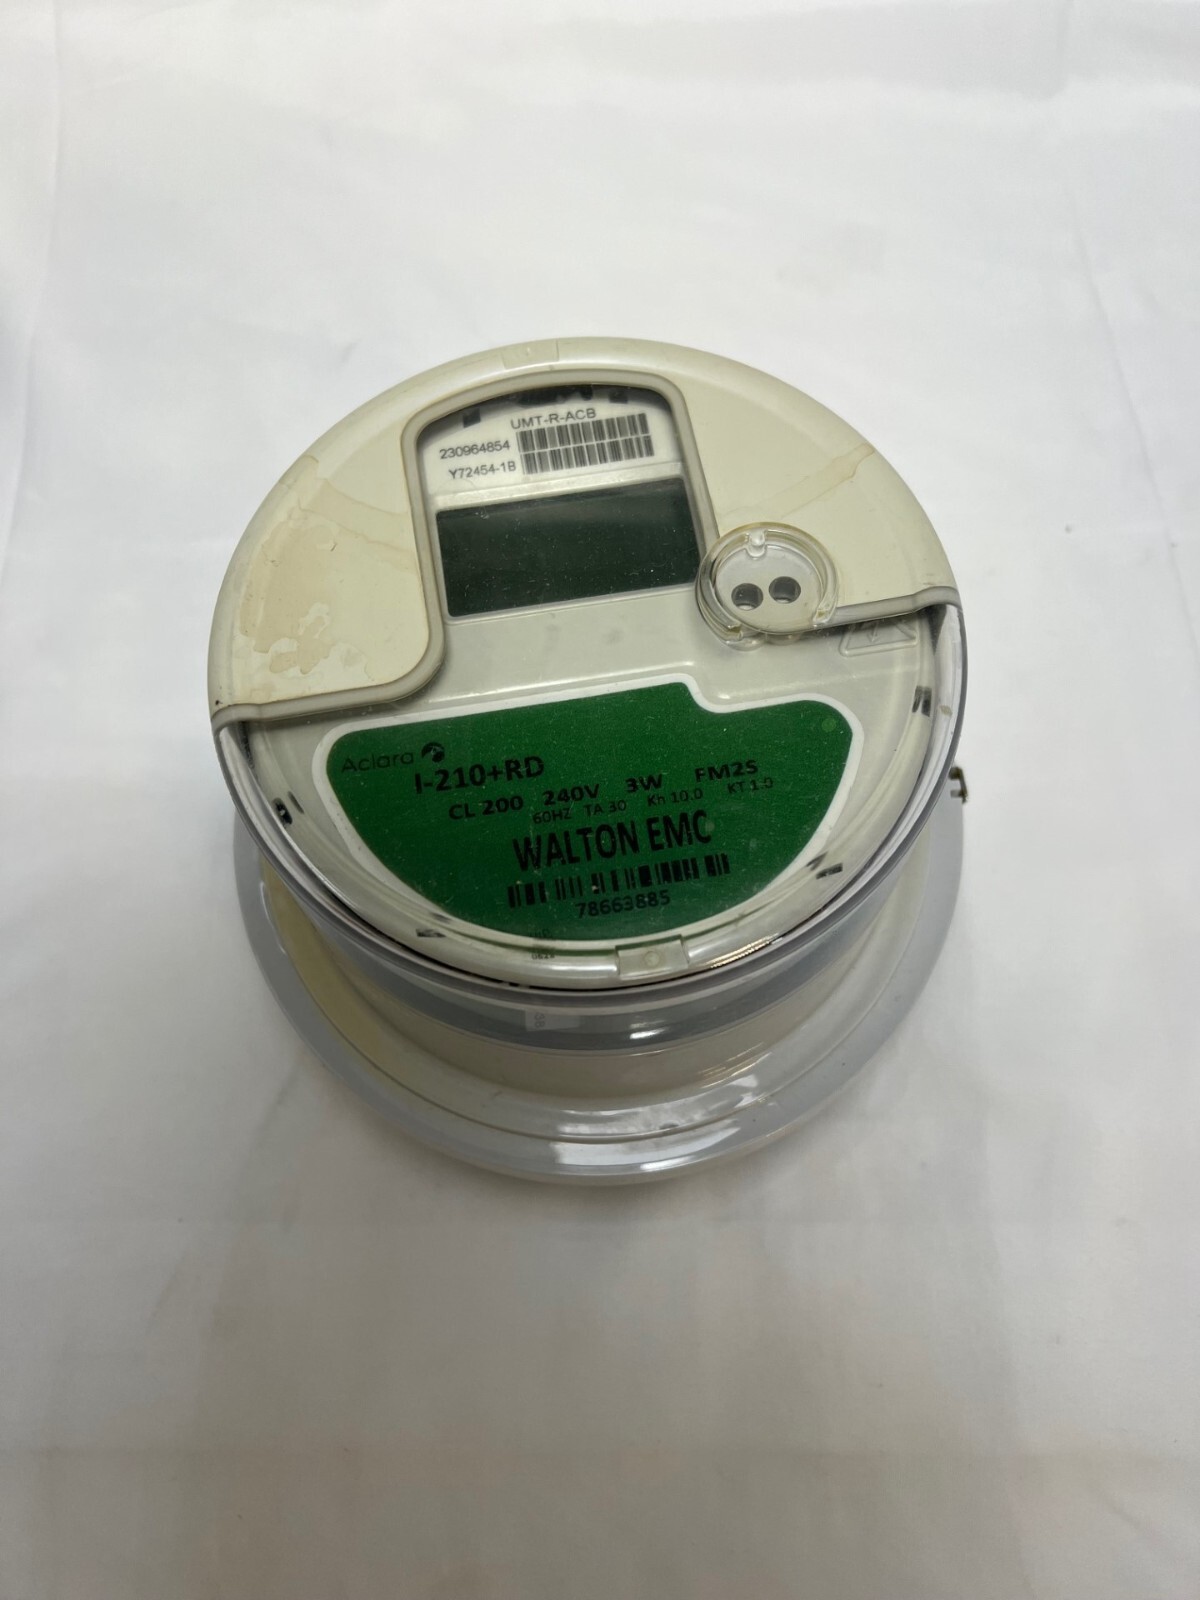 UMT-R-ACB
230964854
Y72454-1B
Aclara
I-210+RD
CL 200 240V 3W FM2S
60HZ TA 30 Kh 10.0 KT 1.0
WALTON EMC
78663885